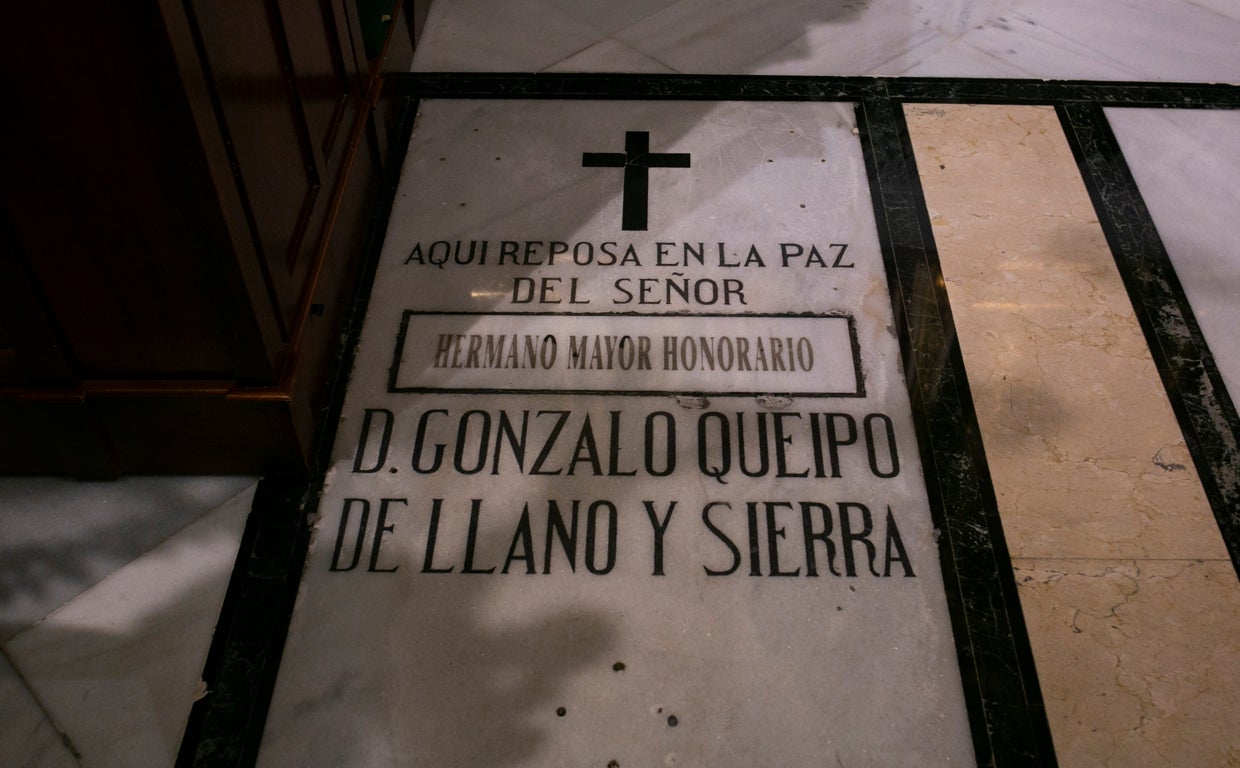 AQUI REPOSA EN LA PAZ
DEL SEÑOR
HERMANO MAYOR HONORARIO
D. GONZALO QUEIPO
DE LLANO Y SIERRA